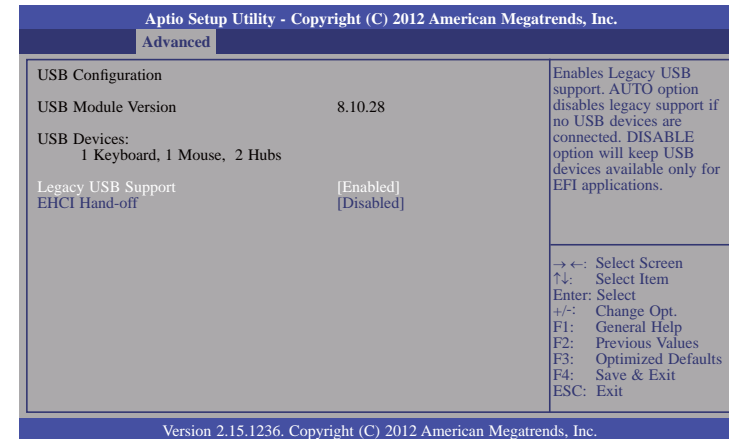 Aptio Setup Utility - Copyright (C) 2012 American Megatrends, Inc.
Advanced
USB Configuration
USB Module Version 8.10.28
USB Devices:
1 Keyboard, 1 Mouse, 2 Hubs
Legacy USB Support [Enabled]
EHCI Hand-off [Disabled]
Enables Legacy USB
support. AUTO option
disables legacy support if
no USB devices are
connected. DISABLE
option will keep USB
devices available only for
EFI applications.
→←: Select Screen
↑↓: Select Item
Enter: Select
+/-: Change Opt.
F1: General Help
F2: Previous Values
F3: Optimized Defaults
F4: Save & Exit
ESC: Exit
Version 2.15.1236. Copyright (C) 2012 American Megatrends, Inc.